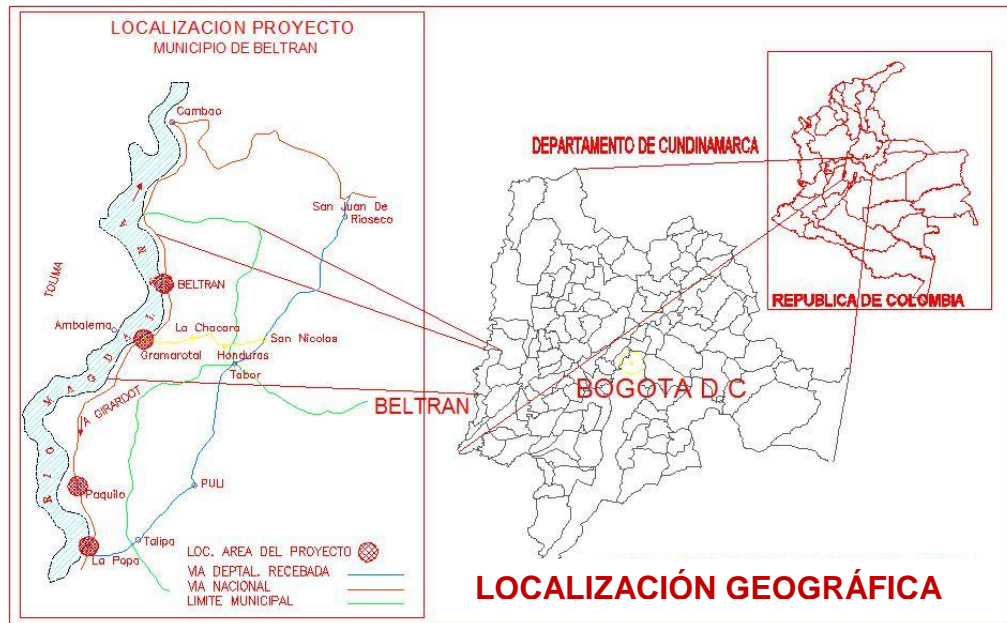 LOCALIZACION PROYECTO
MUNICIPIO DE BELTRAN
Cambao
San Juan De
Rioseco
TOLIMA
BELTRAN
Ambalema
La Chacara
San Nicolas
Gramarotal
Honduras
Tabor
RIO MAGDALENA
A GIRARDOT
Paquilo
PULI
Talipa
La Popa
LOC. AREA DEL PROYECTO
VIA DEPTAL. RECEBADA
VIA NACIONAL
LIMITE MUNICIPAL
DEPARTAMENTO DE CUNDINAMARCA
REPUBLICA DE COLOMBIA
BOGOTA D.C
BELTRAN
LOCALIZACIÓN GEOGRÁFICA